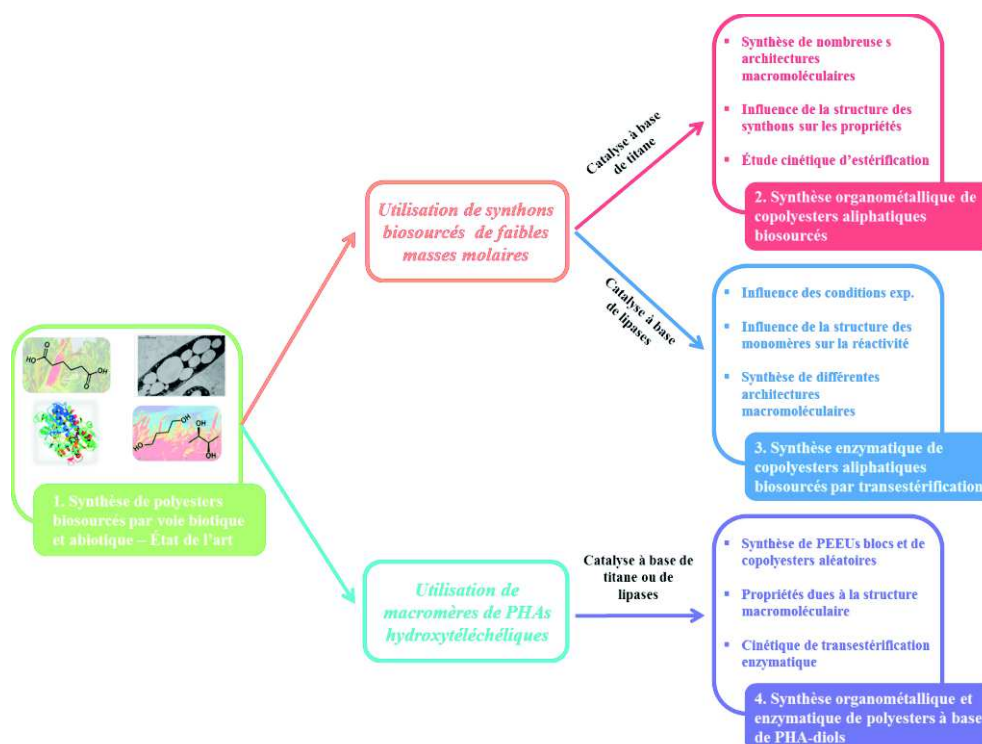 HO
O
O
OH
HO
OH
OH
OH
1. Synthèse de polyesters
biosourcés par voie biotique
et abiotique – État de l'art
Utilisation de synthons
biosourcés de faibles
masses molaires
Catalyse à base
de titane
Catalyse à base
de lipases
▪ Synthèse de nombreuse s
architectures
macromoléculaires
▪ Influence de la structure des
synthons sur les propriétés
▪ Étude cinétique d'estérification
2. Synthèse organométallique de
copolyesters aliphatiques
biosourcés
▪ Influence des conditions exp.
▪ Influence de la structure des
monomères sur la réactivité
▪ Synthèse de différentes
architectures
macromoléculaires
3. Synthèse enzymatique de
copolyesters aliphatiques
biosourcés par transestérification
Utilisation de
macromères de PHAs
hydroxytéléchéliques
Catalyse à base de
titane ou de
lipases
▪ Synthèse de PEEUs blocs et de
copolyesters aléatoires
▪ Propriétés dues à la structure
macromoléculaire
▪ Cinétique de transestérification
enzymatique
4. Synthèse organométallique et
enzymatique de polyesters à base
de PHA-diols